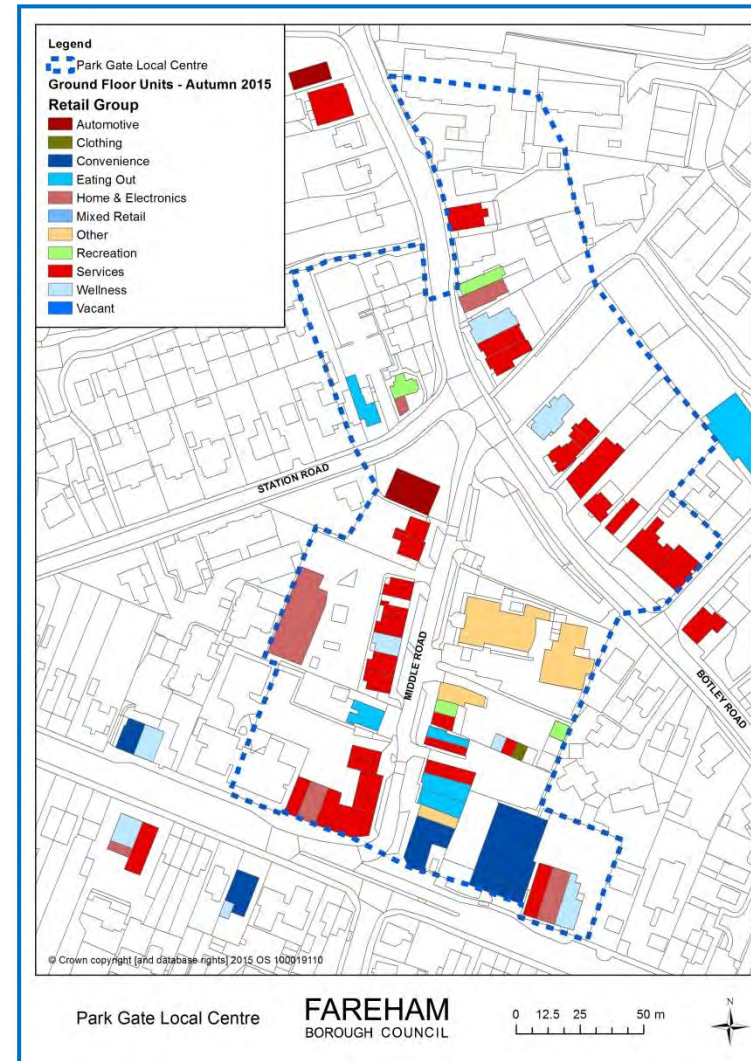 Legend
Park Gate Local Centre
Ground Floor Units - Autumn 2015
Retail Group
Automotive
Clothing
Convenience
Eating Out
Home & Electronics
Mixed Retail
Other
Recreation
Services
Wellness
Vacant
STATION ROAD
MIDDLE ROAD
BOTLEY ROAD
© Crown copyright [and database rights] 2015 OS 100019110
Park Gate Local Centre
FAREHAM
BOROUGH COUNCIL
0 12.5 25 50 m
N